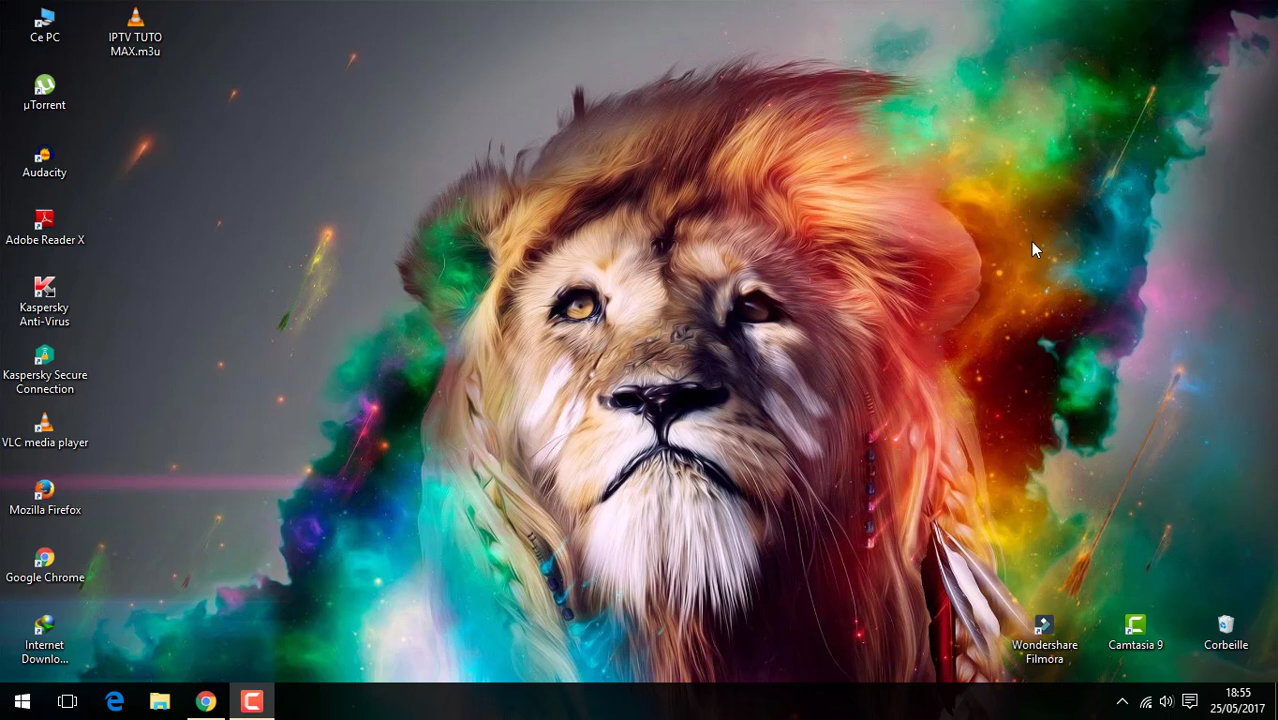 Ce PC
IPTV TUTO
MAX.m3u
µTorrent
Audacity
Adobe Reader X
Kaspersky
Anti-Virus
Kaspersky Secure
Connection
VLC media player
Mozilla Firefox
Google Chrome
Internet
Downlo...
Wondershare
Filmora
Camtasia 9
Corbeille
18:55
25/05/2017